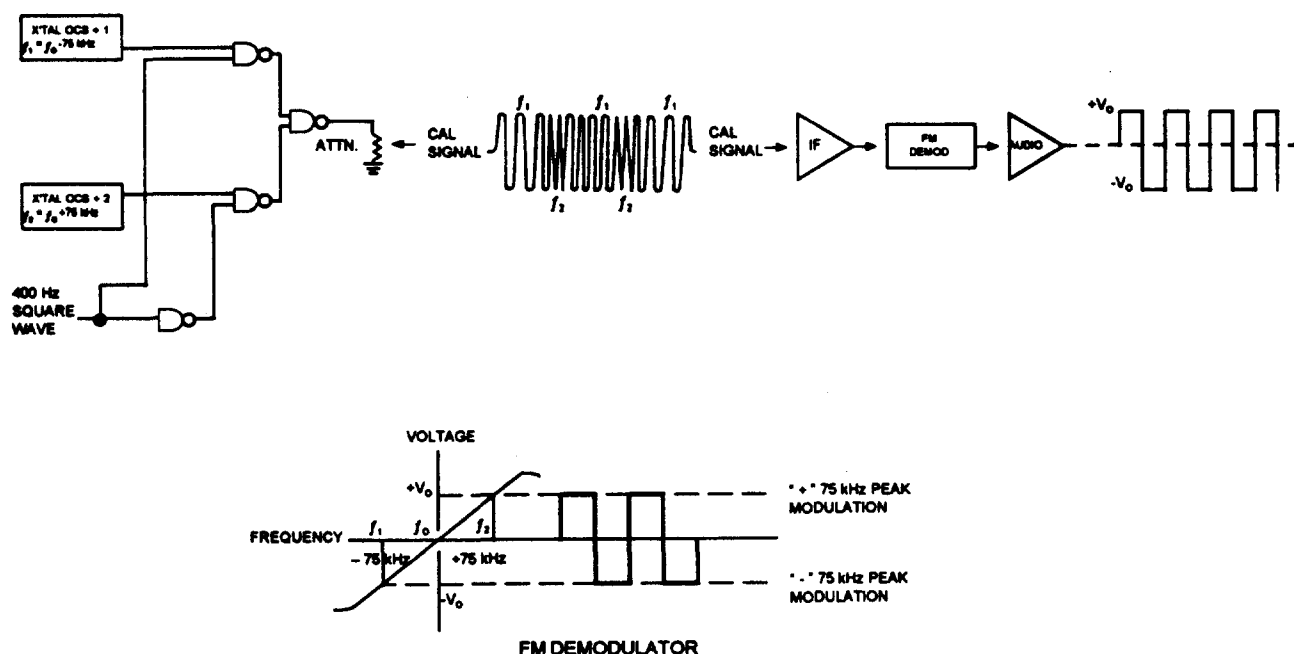 X'TAL OCS ÷ 1
f₁ = f₀ -75 kHz
X'TAL OCS ÷ 2
f₂ = f₀ +75 kHz
400 Hz
SQUARE
WAVE
ATTN.
CAL
SIGNAL
f₁ f₁ f₁
f₂ f₂
CAL
SIGNAL
IF
FM
DEMOD
AUDIO
+V₀
-V₀
VOLTAGE
+V₀
FREQUENCY
f₁ f₀ f₂
– 75 kHz +75 kHz
-V₀
" + " 75 kHz PEAK
MODULATION
" - " 75 kHz PEAK
MODULATION
FM DEMODULATOR